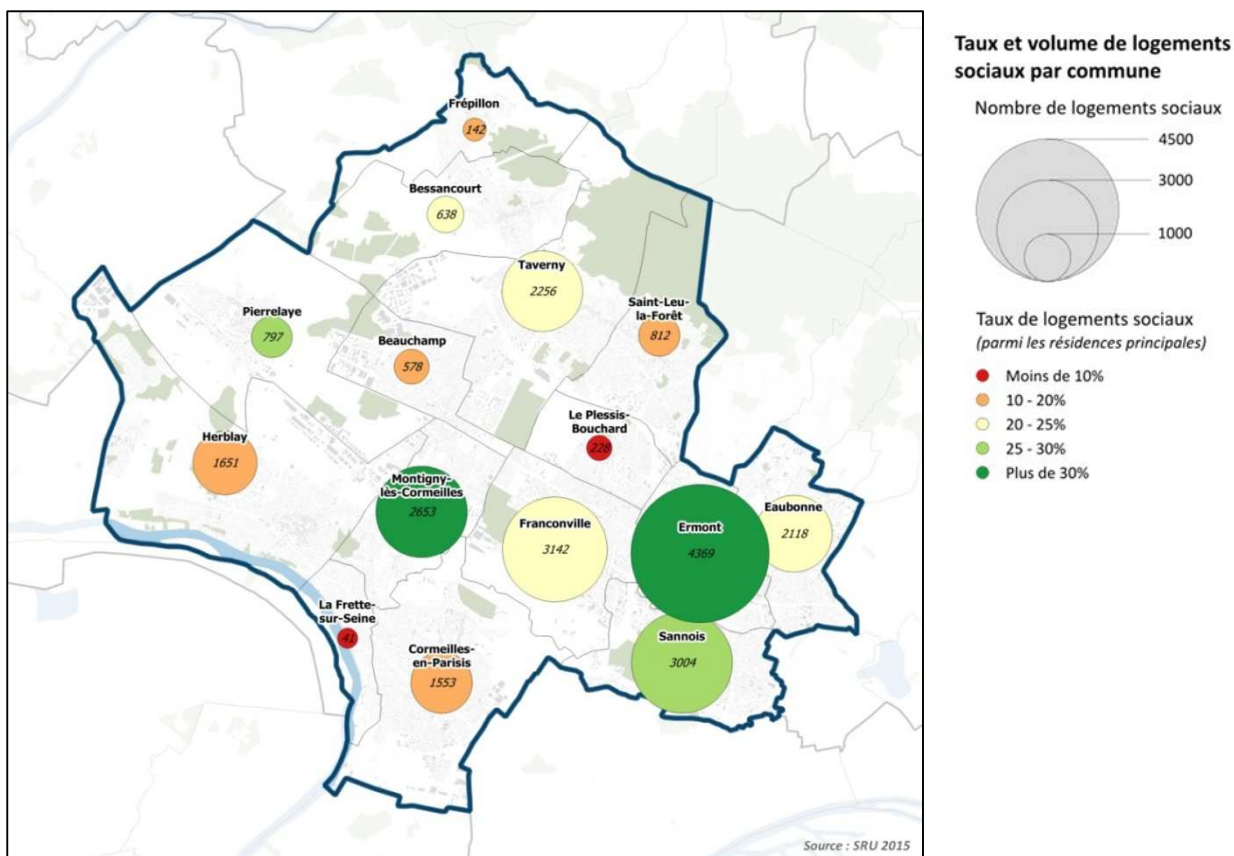 Frépillon
142
Bessancourt
638
Taverny
2256
Saint-Leu-
la-Forêt
812
Pierrelaye
797
Beauchamp
578
Le Plessis-
Bouchard
228
Herblay
1651
Montigny-
lès-Cormeilles
2653
Franconville
3142
Ermont
4369
Eaubonne
2118
La Frette-
sur-Seine
41
Cormeilles-
en-Parisis
1553
Sannois
3004
Source : SRU 2015
Taux et volume de logements
sociaux par commune
Nombre de logements sociaux
4500
3000
1000
Taux de logements sociaux
(parmi les résidences principales)
Moins de 10%
10 - 20%
20 - 25%
25 - 30%
Plus de 30%